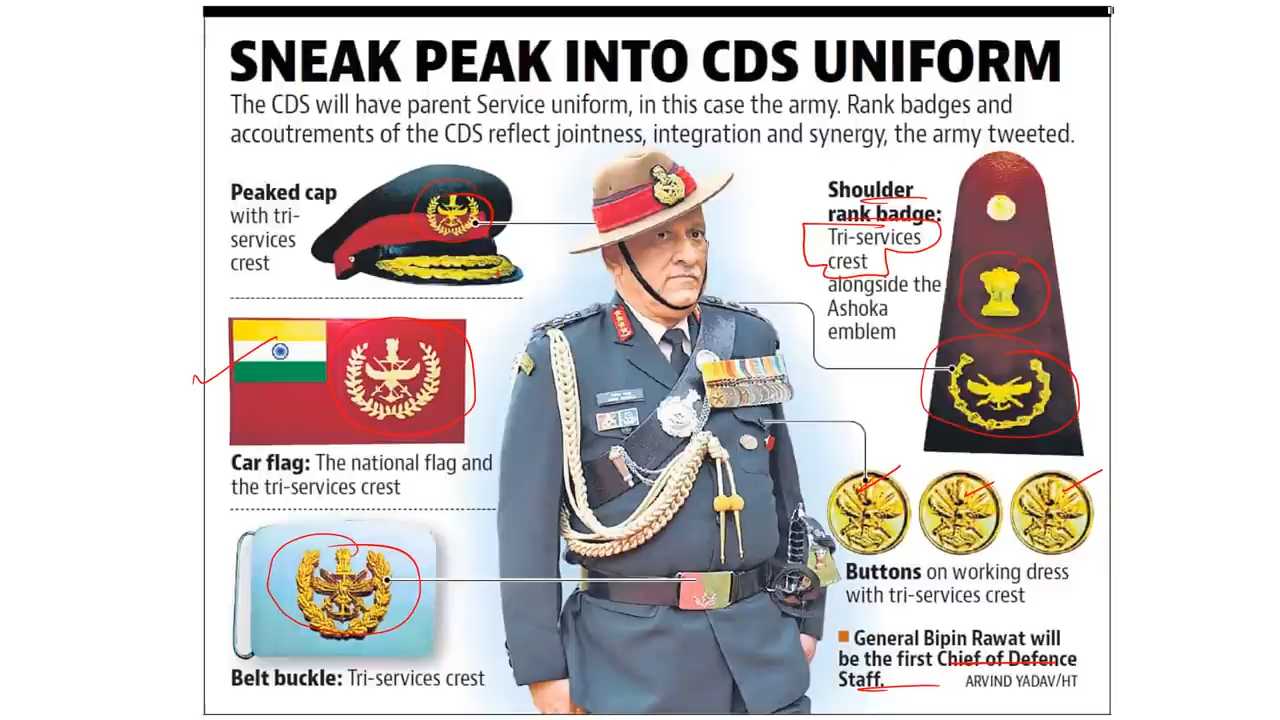 SNEAK PEAK INTO CDS UNIFORM
The CDS will have parent Service uniform, in this case the army. Rank badges and
accoutrements of the CDS reflect jointness, integration and synergy, the army tweeted.
Peaked cap
with tri-
services
crest
Car flag: The national flag and
the tri-services crest
Belt buckle: Tri-services crest
Shoulder
rank badge:
Tri-services
crest
alongside the
Ashoka
emblem
Buttons on working dress
with tri-services crest
General Bipin Rawat will
be the first Chief of Defence
Staff.
ARVIND YADAV/HT